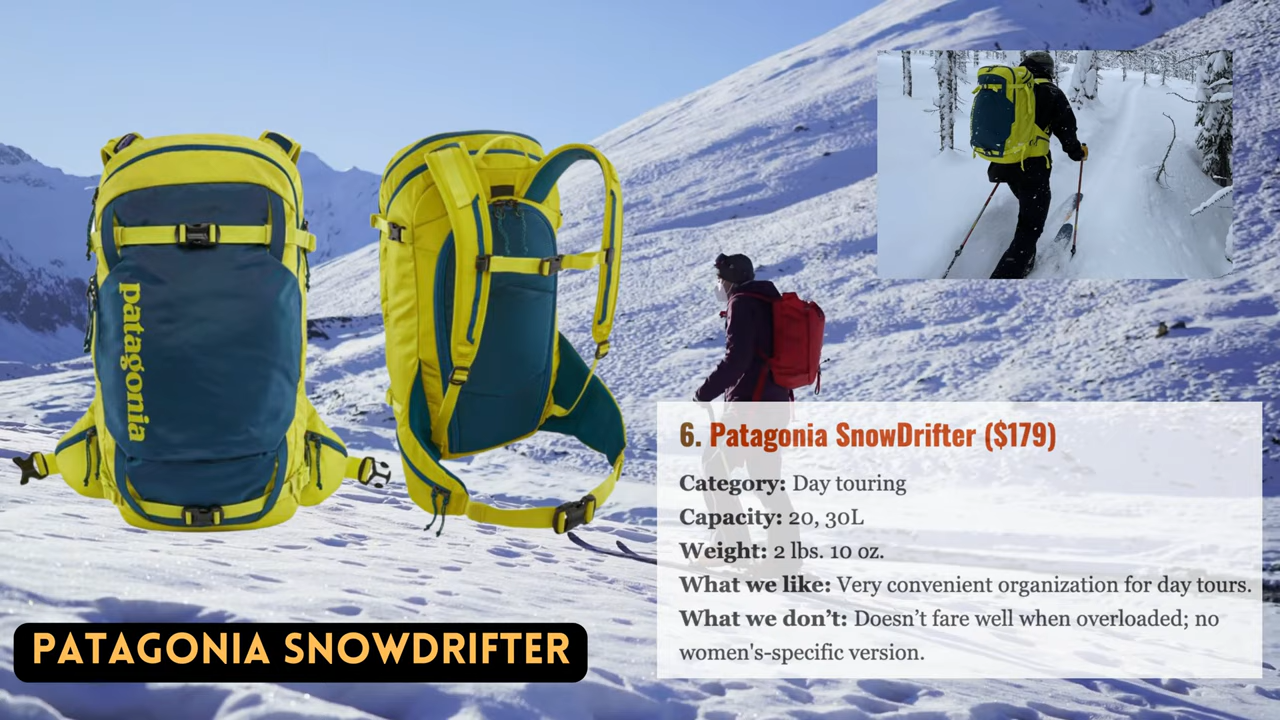 patagonia
6. Patagonia SnowDrifter ($179)
Category: Day touring
Capacity: 20, 30L
Weight: 2 lbs. 10 oz.
What we like: Very convenient organization for day tours.
What we don’t: Doesn’t fare well when overloaded; no
women's-specific version.
PATAGONIA SNOWDRIFTER